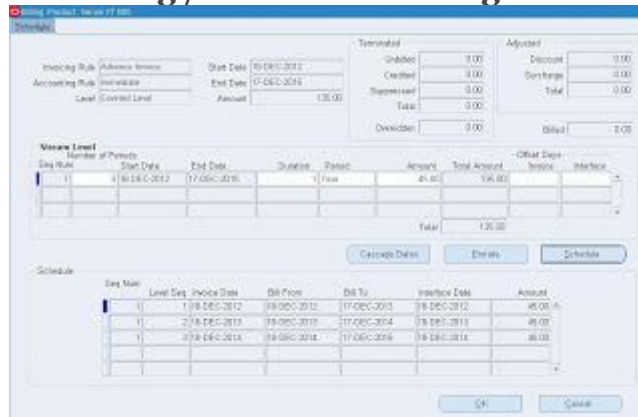 Schedule
Terminated
Adjusted
Invoicing Rule Advance Invoice
Start Date 18-DEC-2012
Unbilled 0.00
Discount 0.00
Accounting Rule Immediate
End Date 17-DEC-2015
Credited 0.00
Surcharge 0.00
Level Covered Level
Amount 135.00
Suppressed 0.00
Total 0.00
Total 0.00
Overridden 0.00
Billed 0.00
Stream Level
Number of Periods
Offset Days
Seq Num Start Date End Date Duration Period Amount Total Amount Invoice Interface
1 3 18-DEC-2012 17-DEC-2015 1 Year 45.00 135.00
Total 135.00
Cascade Dates
Schedule
Schedule
Seq Num
Level Seq Invoice Date Bill From Bill To Interface Date Amount
1 1 18-DEC-2012 18-DEC-2012 17-DEC-2013 18-DEC-2012 45.00
1 2 18-DEC-2013 18-DEC-2013 17-DEC-2014 18-DEC-2013 45.00
1 3 18-DEC-2014 18-DEC-2014 17-DEC-2015 18-DEC-2014 45.00
OK
Cancel